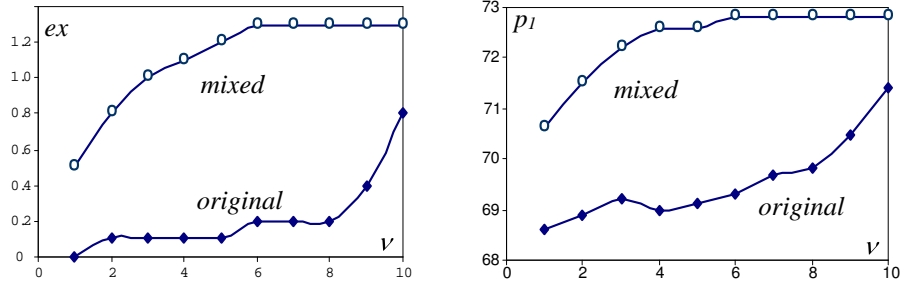 ex
1.2
1.0
0.8
0.6
0.4
0.2
0
mixed
original
ν
0 2 4 6 8 10
p1
73
72
71
70
69
68
mixed
original
ν
0 2 4 6 8 10